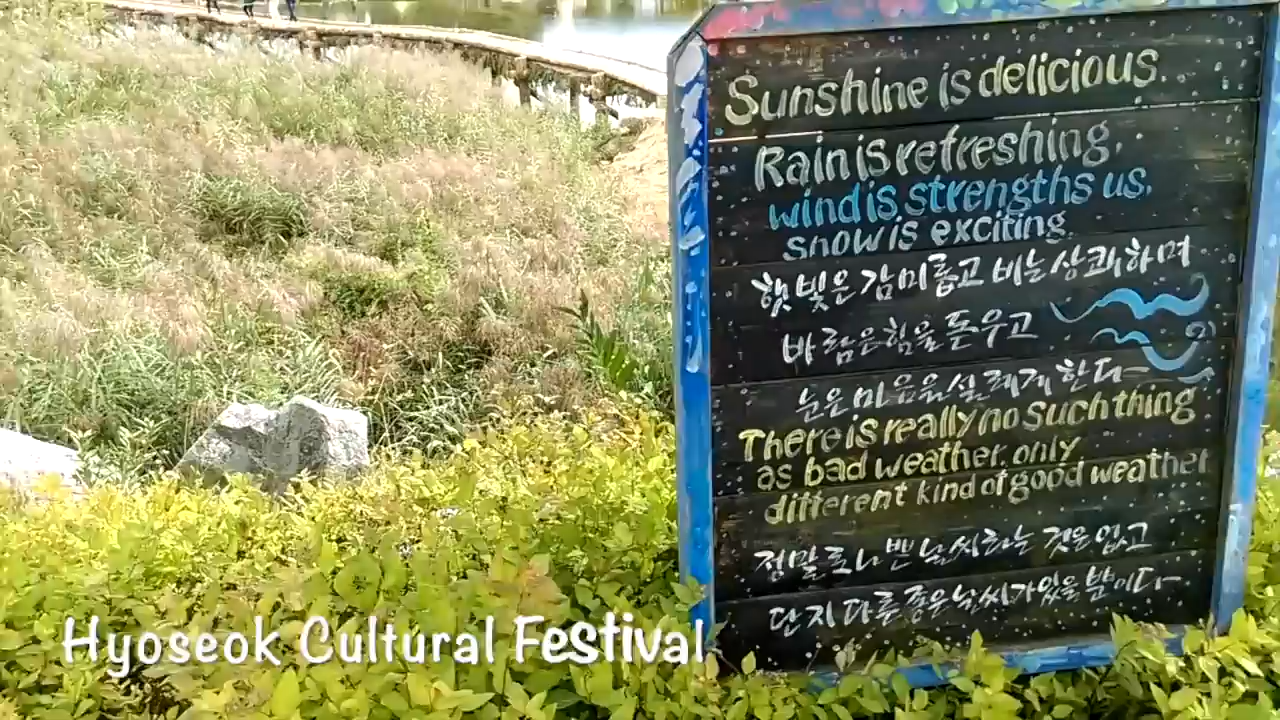 Sunshine is delicious.
Rain is refreshing.
wind is strengths us.
snow is exciting.
햇빛은 감미롭고 비는 상쾌하며
바람은 힘을 돋우고
눈은 마음을 설레게 한다
There is really no such thing
as bad weather, only
different kind of good weather
정말로 나쁜 날씨라는 것은 없고
단지 다른 좋은 날씨가 있을 뿐이다
Hyoseok Cultural Festival